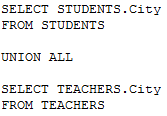 SELECT STUDENTS.City
FROM STUDENTS
UNION ALL
SELECT TEACHERS.City
FROM TEACHERS